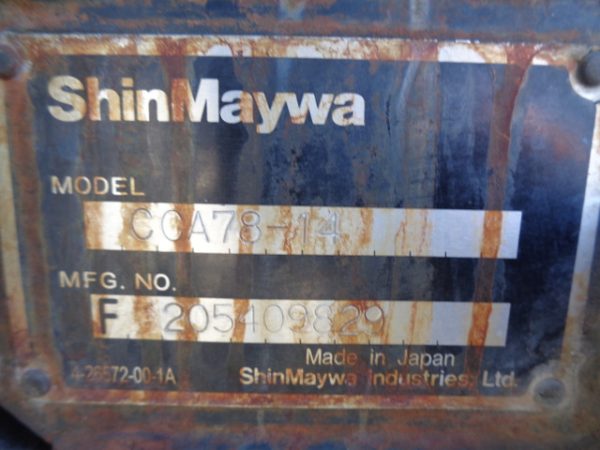 ShinMaywa
MODEL
CCA78-14
MFG. NO.
F 205409829
Made in Japan
4-26572-00-1A
ShinMaywa Industries, Ltd.